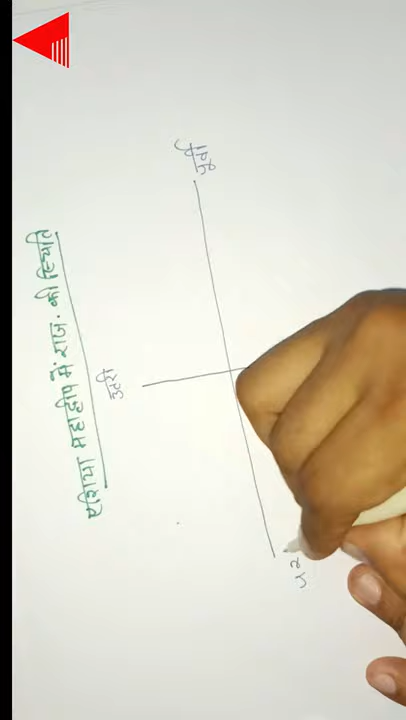 एशिया महाद्वीप में राज. की स्थिति
उत्तरी
पूर्वी